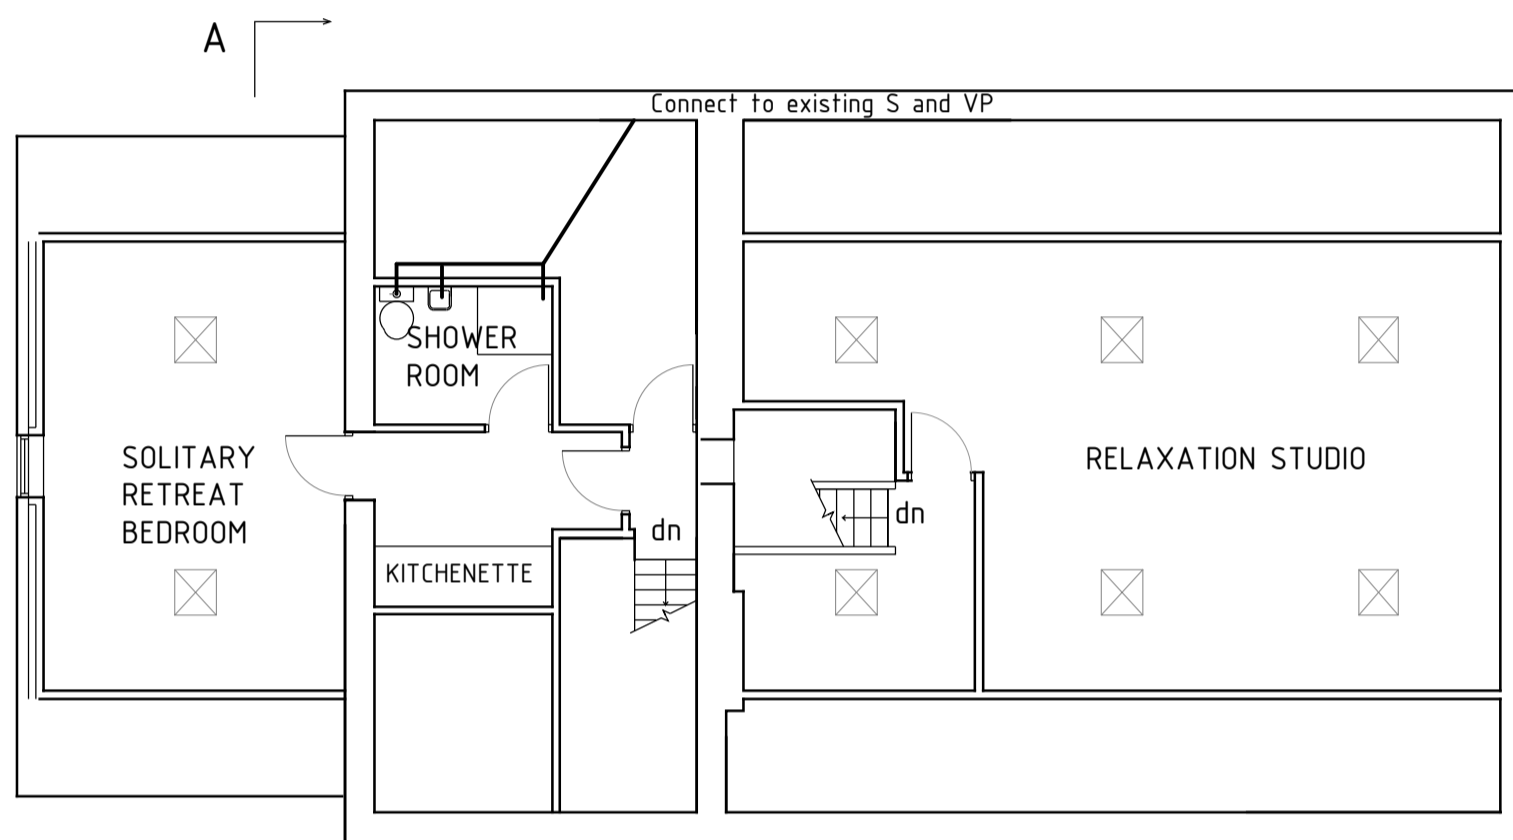 A
Connect to existing S and VP
SHOWER
ROOM
SOLITARY
RETREAT
BEDROOM
RELAXATION STUDIO
dn
dn
KITCHENETTE